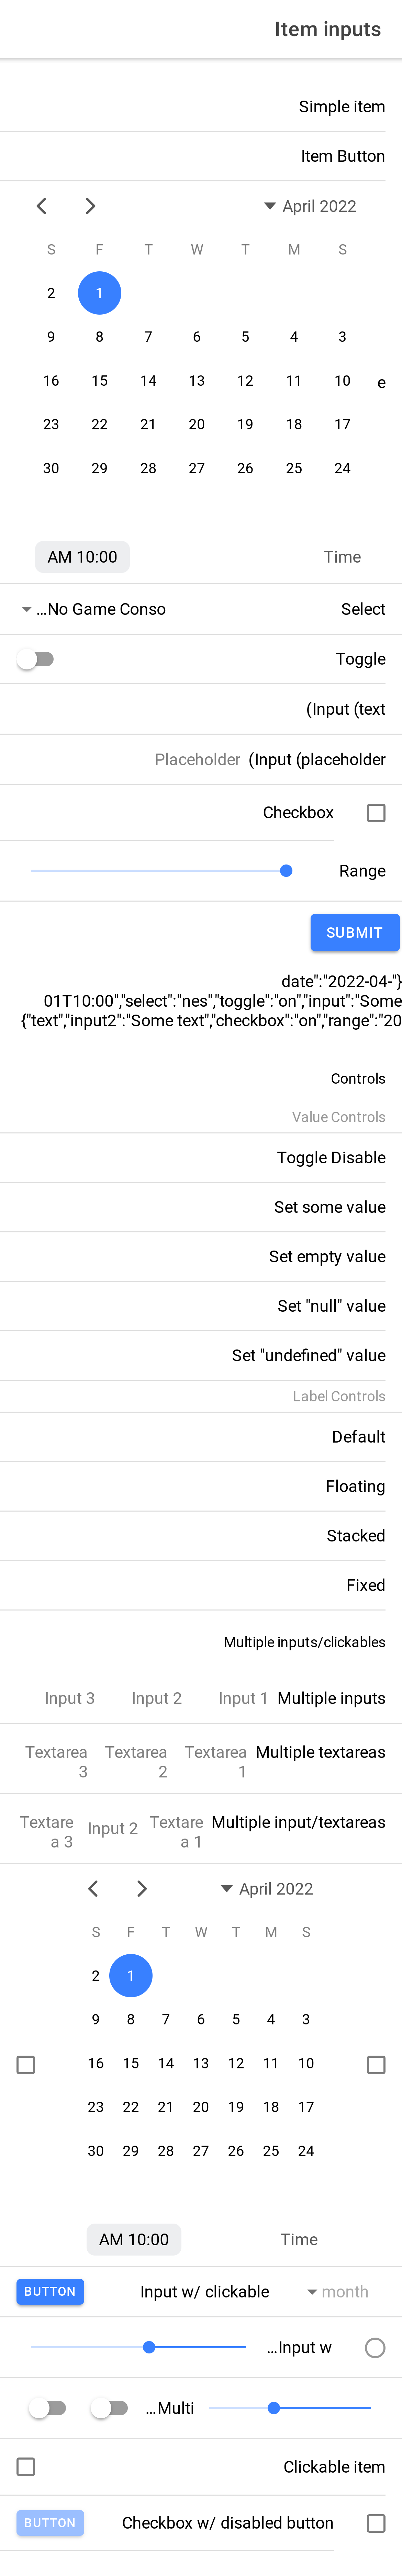 Item inputs
Simple item
Item Button
April 2022
S M T W T F S
1 2
3 4 5 6 7 8 9
e
10 11 12 13 14 15 16
17 18 19 20 21 22 23
24 25 26 27 28 29 30
Time AM 10:00
Select ...No Game Conso
Toggle
(Input (text
(Input (placeholder Placeholder
Checkbox
Range
SUBMIT
date":"2022-04-"}
01T10:00","select":"nes","toggle":"on","input":"Some
{"text","input2":"Some text","checkbox":"on","range":"20
Controls
Value Controls
Toggle Disable
Set some value
Set empty value
Set "null" value
Set "undefined" value
Label Controls
Default
Floating
Stacked
Fixed
Multiple inputs/clickables
Multiple inputs Input 1 Input 2 Input 3
Multiple textareas Textarea 1 Textarea 2 Textarea 3
Multiple input/textareas Textarea 1 Input 2 Textarea 3
April 2022
S M T W T F S
1 2
3 4 5 6 7 8 9
10 11 12 13 14 15 16
17 18 19 20 21 22 23
24 25 26 27 28 29 30
Time AM 10:00
month Input w/ clickable BUTTON
...Input w
...Multi
Clickable item
Checkbox w/ disabled button BUTTON